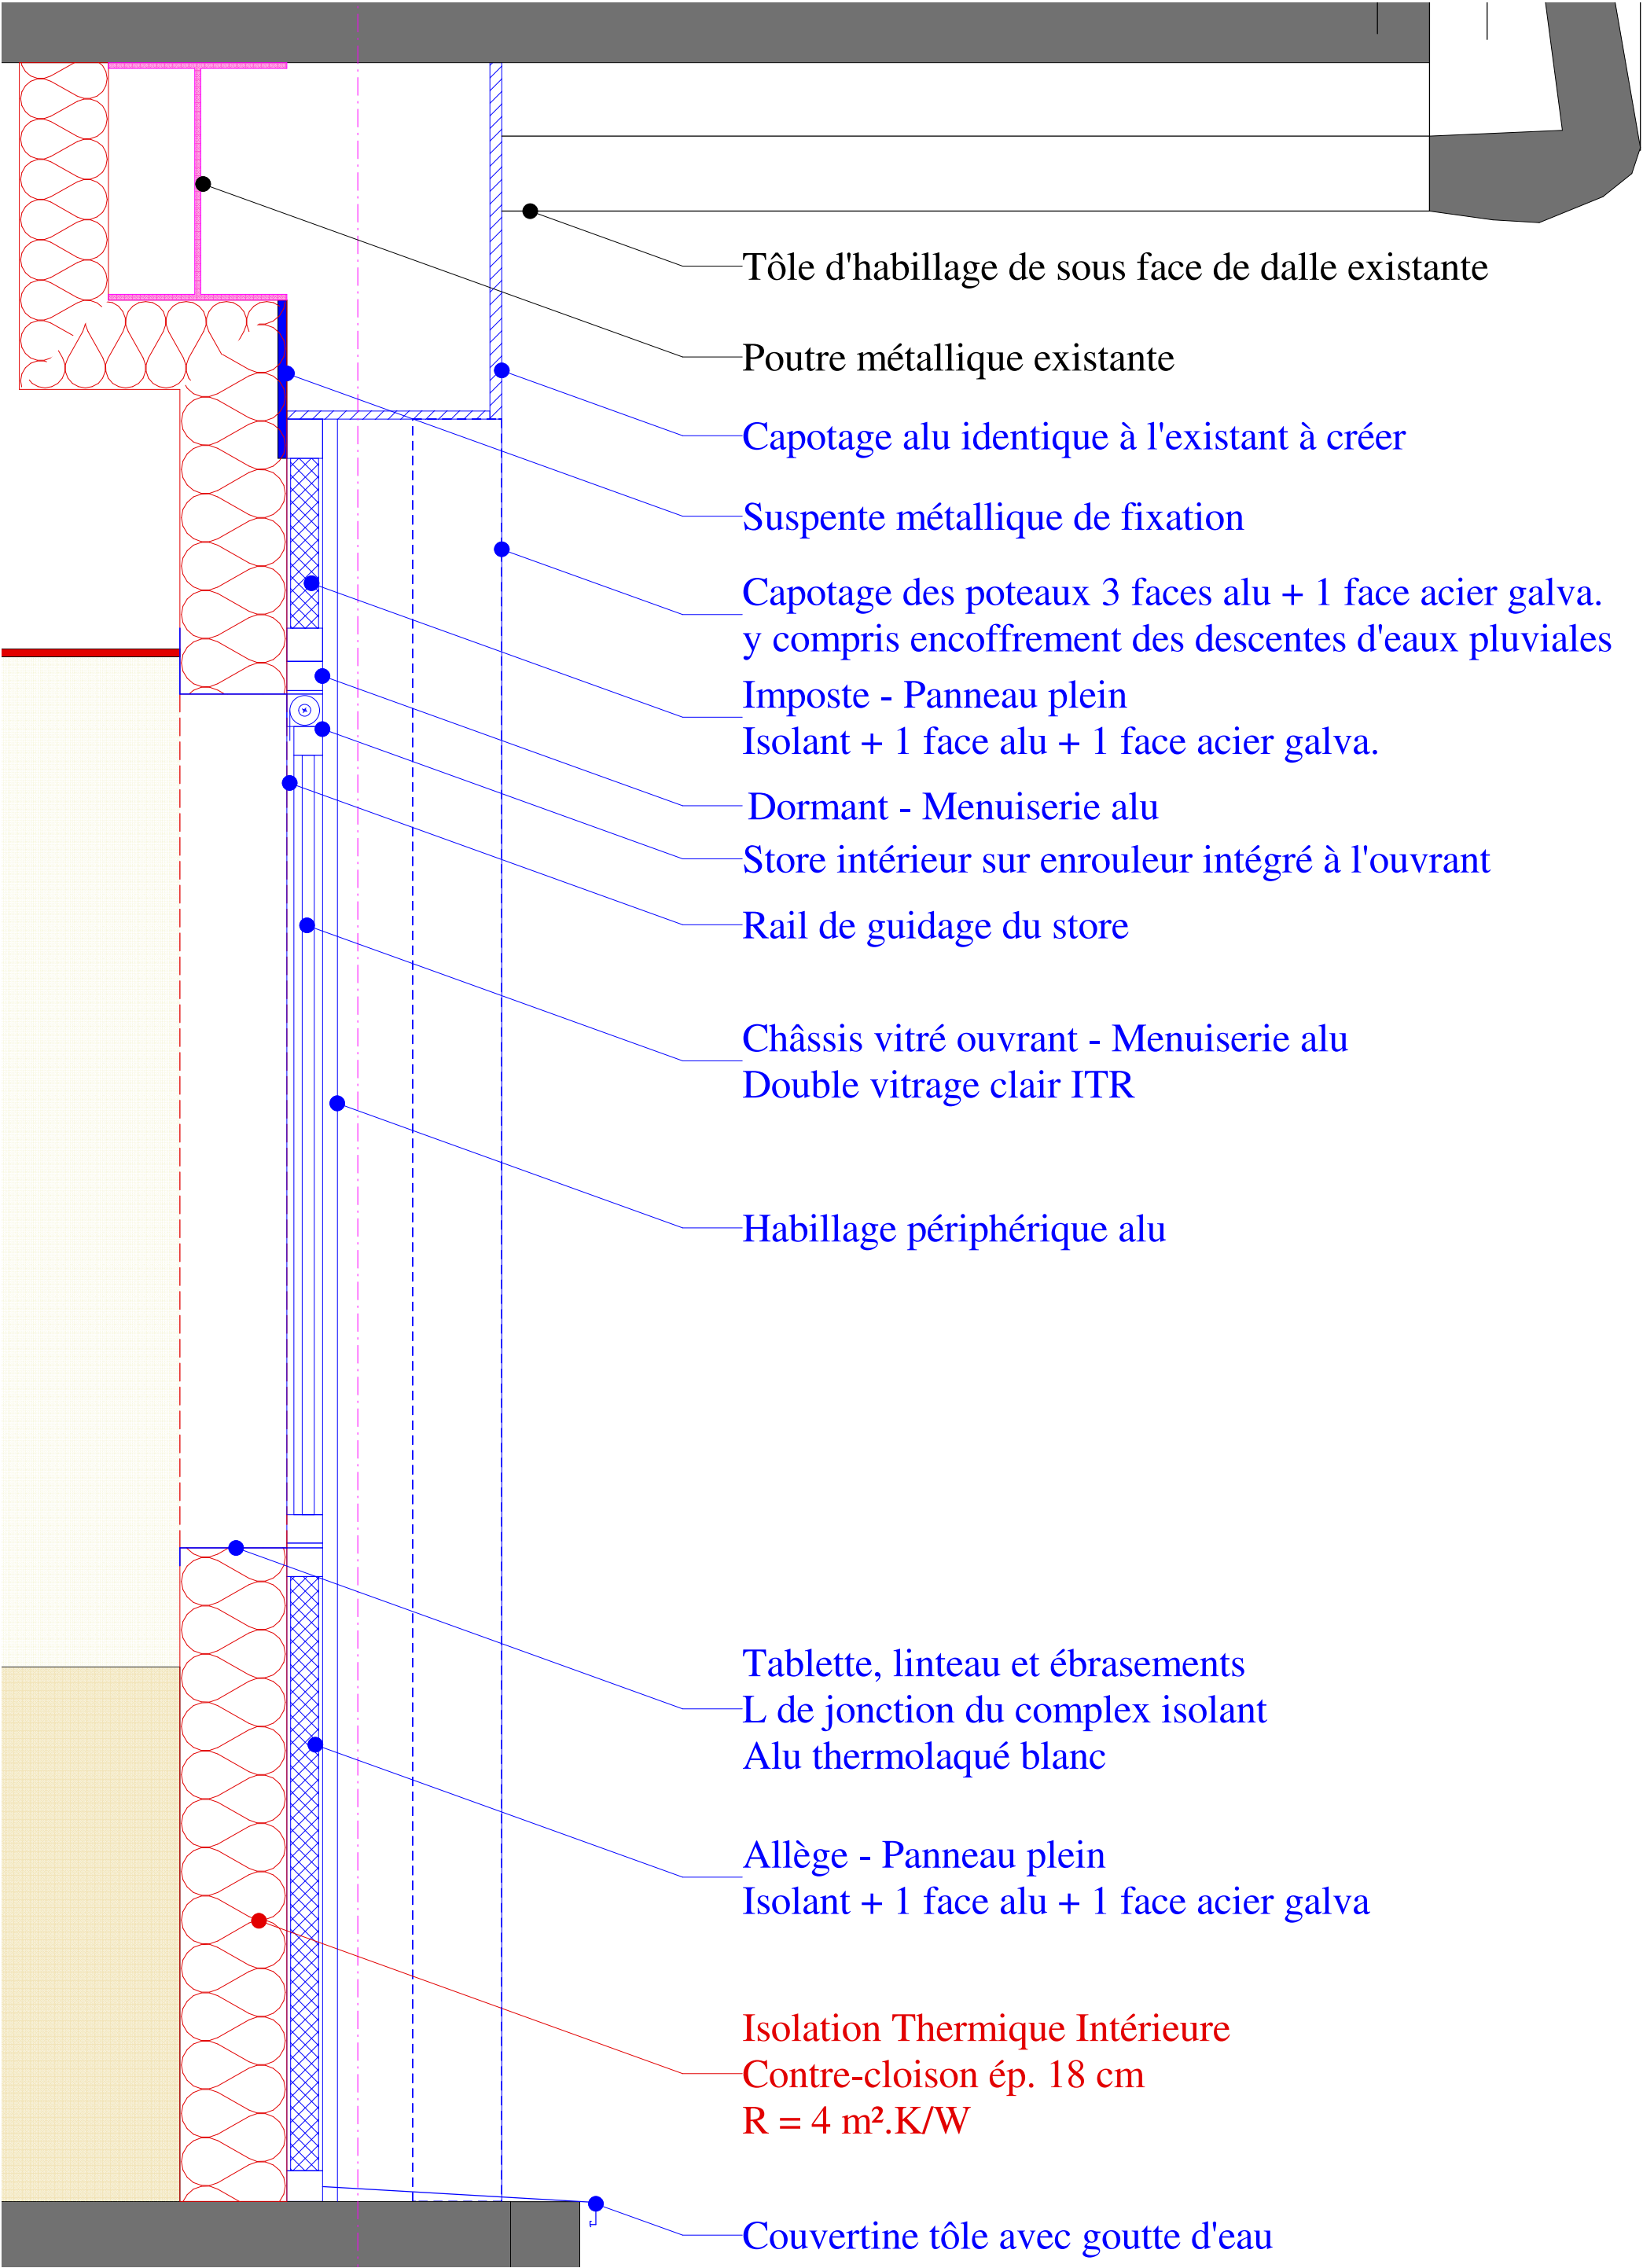 Tôle d'habillage de sous face de dalle existante
Poutre métallique existante
Capotage alu identique à l'existant à créer
Suspente métallique de fixation
Capotage des poteaux 3 faces alu + 1 face acier galva.
y compris encoffrement des descentes d'eaux pluviales
Imposte - Panneau plein
Isolant + 1 face alu + 1 face acier galva.
Dormant - Menuiserie alu
Store intérieur sur enrouleur intégré à l'ouvrant
Rail de guidage du store
Châssis vitré ouvrant - Menuiserie alu
Double vitrage clair ITR
Habillage périphérique alu
Tablette, linteau et ébrasements
L de jonction du complex isolant
Alu thermolaqué blanc
Allège - Panneau plein
Isolant + 1 face alu + 1 face acier galva
Isolation Thermique Intérieure
Contre-cloison ép. 18 cm
R = 4 m².K/W
Couvertine tôle avec goutte d'eau